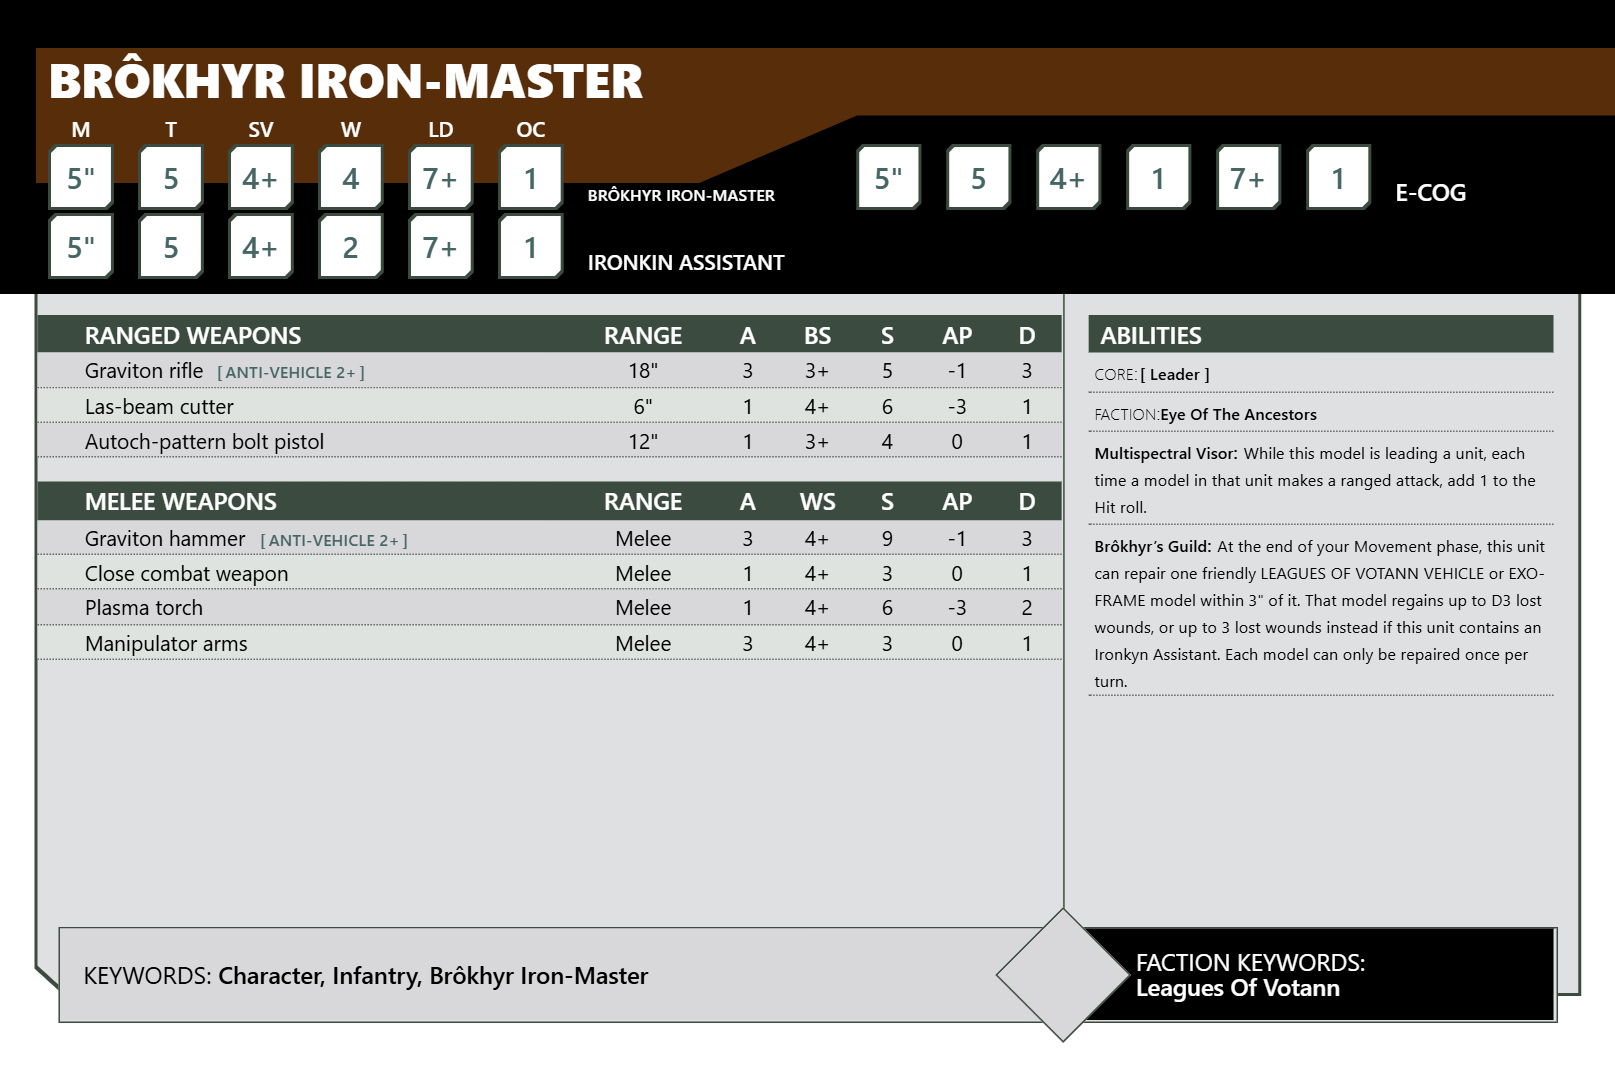 BRÔKHYR IRON-MASTER
M T SV W LD OC
5" 5 4+ 4 7+ 1 BRÔKHYR IRON-MASTER
5" 5 4+ 1 7+ 1 E-COG
5" 5 4+ 2 7+ 1 IRONKIN ASSISTANT
RANGED WEAPONS RANGE A BS S AP D
Graviton rifle [ ANTI-VEHICLE 2+ ] 18" 3 3+ 5 -1 3
Las-beam cutter 6" 1 4+ 6 -3 1
Autoch-pattern bolt pistol 12" 1 3+ 4 0 1
MELEE WEAPONS RANGE A WS S AP D
Graviton hammer [ ANTI-VEHICLE 2+ ] Melee 3 4+ 9 -1 3
Close combat weapon Melee 1 4+ 3 0 1
Plasma torch Melee 1 4+ 6 -3 2
Manipulator arms Melee 3 4+ 3 0 1
ABILITIES
CORE:[ Leader ]
FACTION:Eye Of The Ancestors
Multispectral Visor: While this model is leading a unit, each
time a model in that unit makes a ranged attack, add 1 to the
Hit roll.
Brôkhyr’s Guild: At the end of your Movement phase, this unit
can repair one friendly LEAGUES OF VOTANN VEHICLE or EXO-
FRAME model within 3" of it. That model regains up to D3 lost
wounds, or up to 3 lost wounds instead if this unit contains an
Ironkyn Assistant. Each model can only be repaired once per
turn.
KEYWORDS: Character, Infantry, Brôkhyr Iron-Master
FACTION KEYWORDS:
Leagues Of Votann